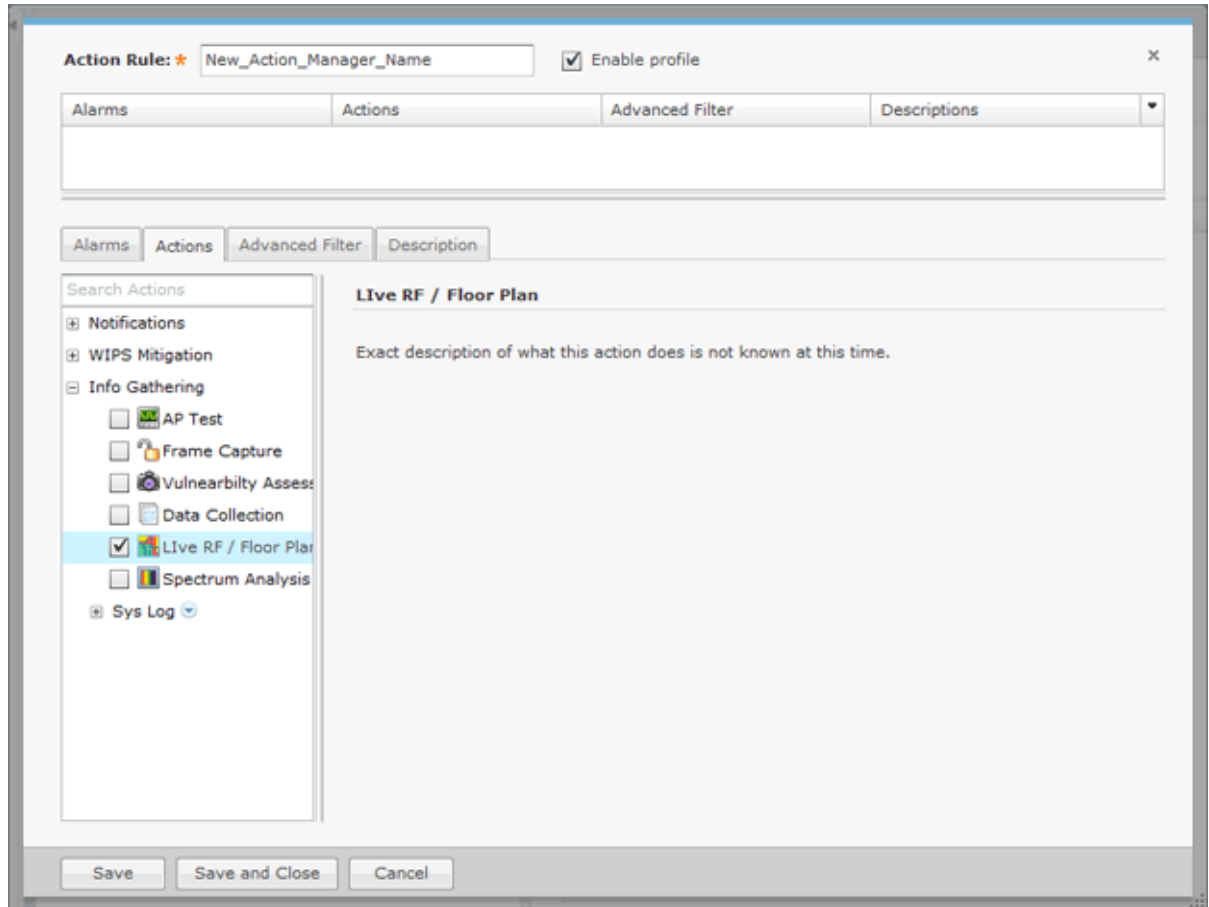 Action Rule: * New_Action_Manager_Name Enable profile
Alarms Actions Advanced Filter Descriptions
Alarms Actions Advanced Filter Description
Search Actions
LIve RF / Floor Plan
Notifications
WIPS Mitigation
Exact description of what this action does is not known at this time.
Info Gathering
AP Test
Frame Capture
Vulnearbilty Assess
Data Collection
LIve RF / Floor Plan
Spectrum Analysis
Sys Log
Save Save and Close Cancel